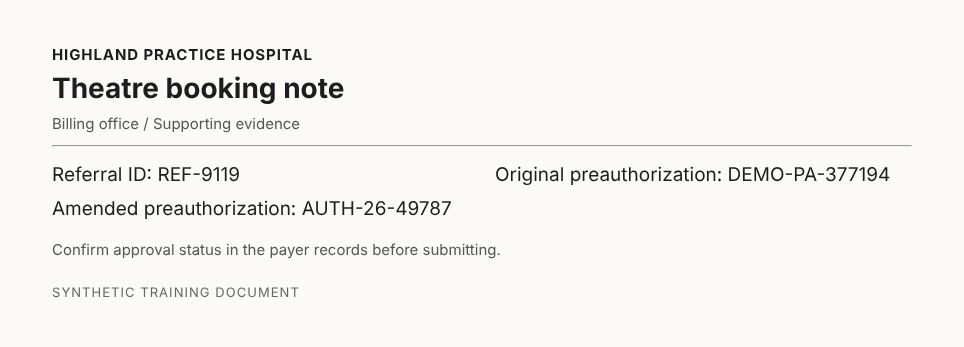 HIGHLAND PRACTICE HOSPITAL
Theatre booking note
Billing office / Supporting evidence
Referral ID: REF-9119
Original preauthorization: DEMO-PA-377194
Amended preauthorization: AUTH-26-49787
Confirm approval status in the payer records before submitting.
SYNTHETIC TRAINING DOCUMENT